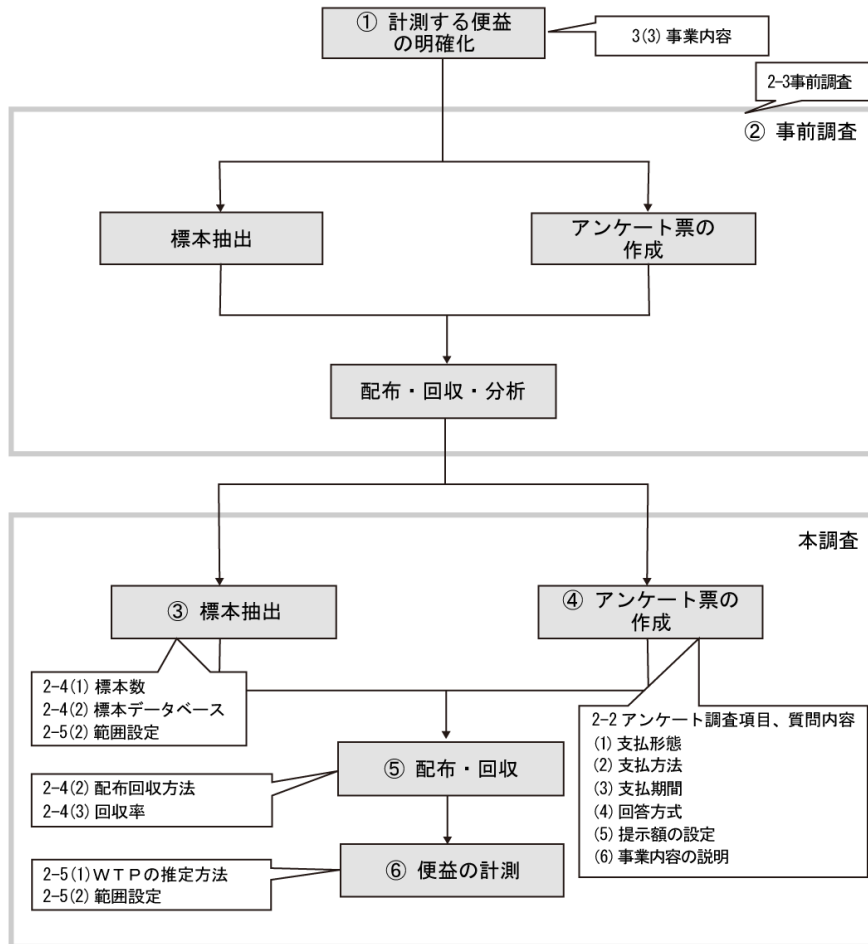 ① 計測する便益
の明確化
3(3) 事業内容
2-3事前調査
② 事前調査
標本抽出
アンケート票の
作成
配布・回収・分析
本調査
③ 標本抽出
④ アンケート票の
作成
2-4(1) 標本数
2-4(2) 標本データベース
2-5(2) 範囲設定
2-2 アンケート調査項目、質問内容
(1) 支払形態
(2) 支払方法
(3) 支払期間
(4) 回答方式
(5) 提示額の設定
(6) 事業内容の説明
⑤ 配布・回収
2-4(2) 配布回収方法
2-4(3) 回収率
⑥ 便益の計測
2-5(1) ＷＴＰの推定方法
2-5(2) 範囲設定